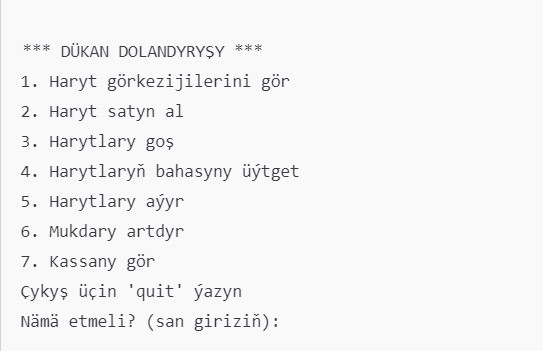 *** DÜKAN DOLANDYRYŞY ***
1. Haryt görkezijilerini gör
2. Haryt satyn al
3. Harytlary goş
4. Harytlaryň bahasyny üýtget
5. Harytlary aýyr
6. Mukdary artdyr
7. Kassany gör
Çykyş üçin 'quit' ýazyn
Nämä etmeli? (san giriziň):